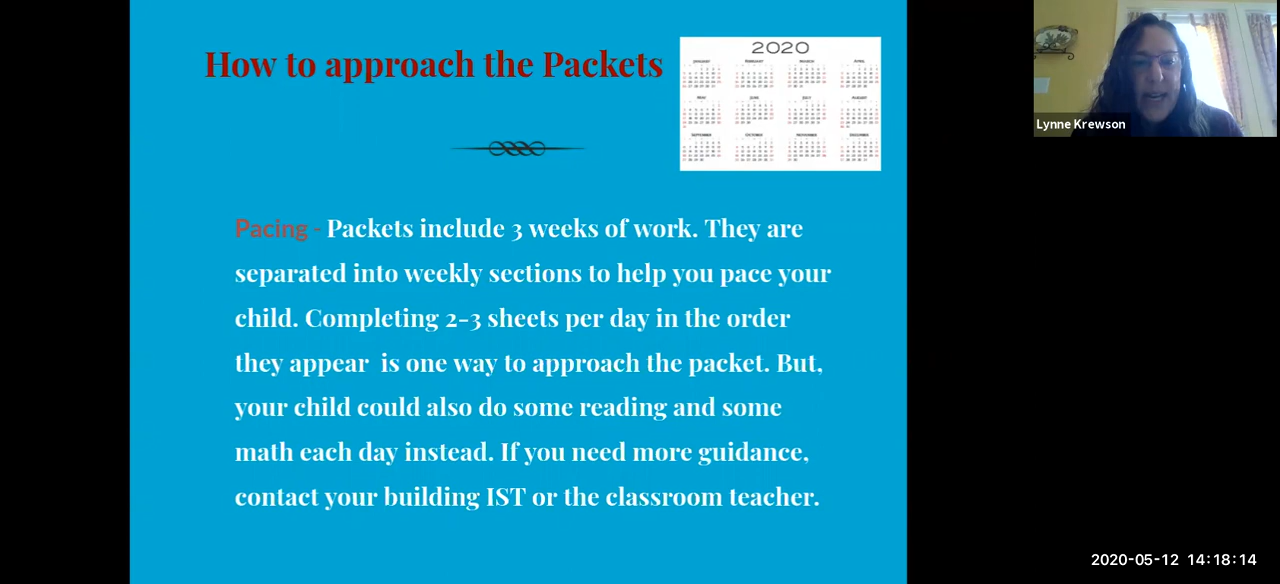 How to approach the Packets
2020
Lynne Krewson
Pacing - Packets include 3 weeks of work. They are
separated into weekly sections to help you pace your
child. Completing 2-3 sheets per day in the order
they appear  is one way to approach the packet. But,
your child could also do some reading and some
math each day instead. If you need more guidance,
contact your building IST or the classroom teacher.
2020-05-12 14:18:14